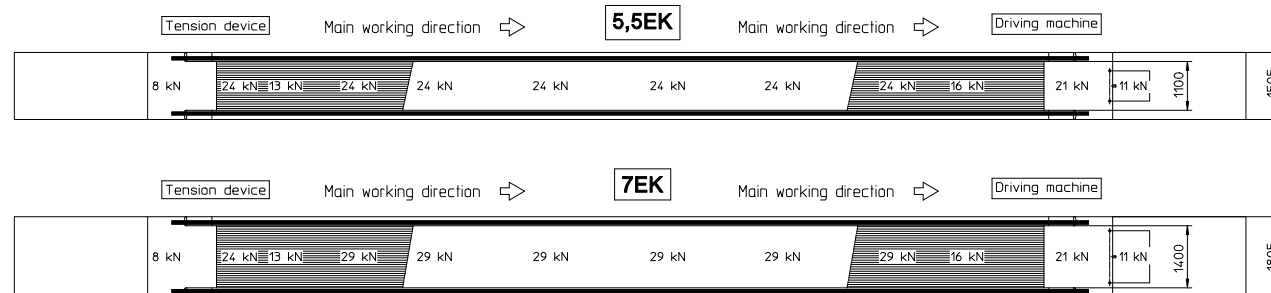 Tension device Main working direction 5,5EK Main working direction Driving machine
8 kN 24 kN 13 kN 24 kN 24 kN 24 kN 24 kN 24 kN 24 kN 16 kN 21 kN 11 kN 1100 1505
Tension device Main working direction 7EK Main working direction Driving machine
8 kN 24 kN 13 kN 29 kN 29 kN 29 kN 29 kN 29 kN 29 kN 16 kN 21 kN 11 kN 1400 1805